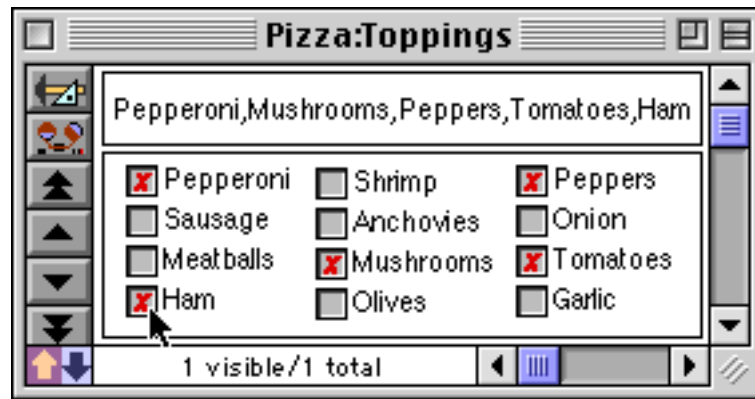 Pizza:Toppings
Pepperoni,Mushrooms,Peppers,Tomatoes,Ham
Pepperoni Shrimp Peppers
Sausage Anchovies Onion
Meatballs Mushrooms Tomatoes
Ham Olives Garlic
1 visible/1 total